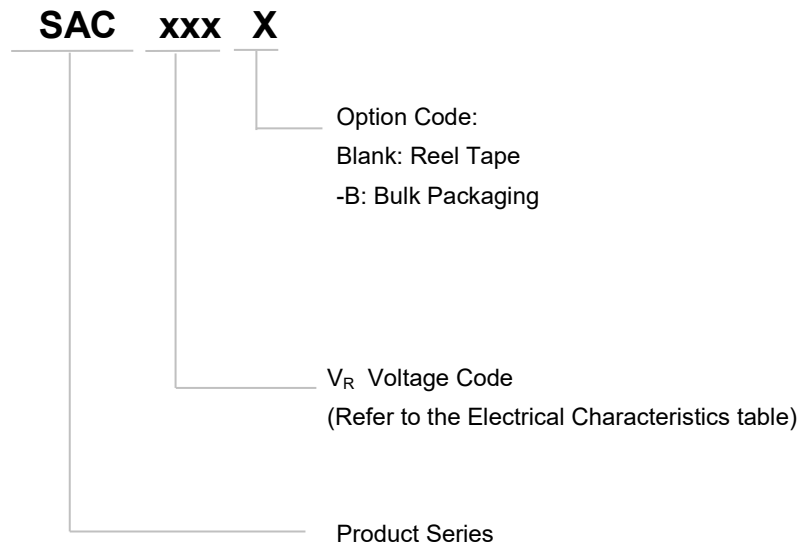 SAC xxx X
Option Code:
Blank: Reel Tape
-B: Bulk Packaging
VR Voltage Code
(Refer to the Electrical Characteristics table)
Product Series